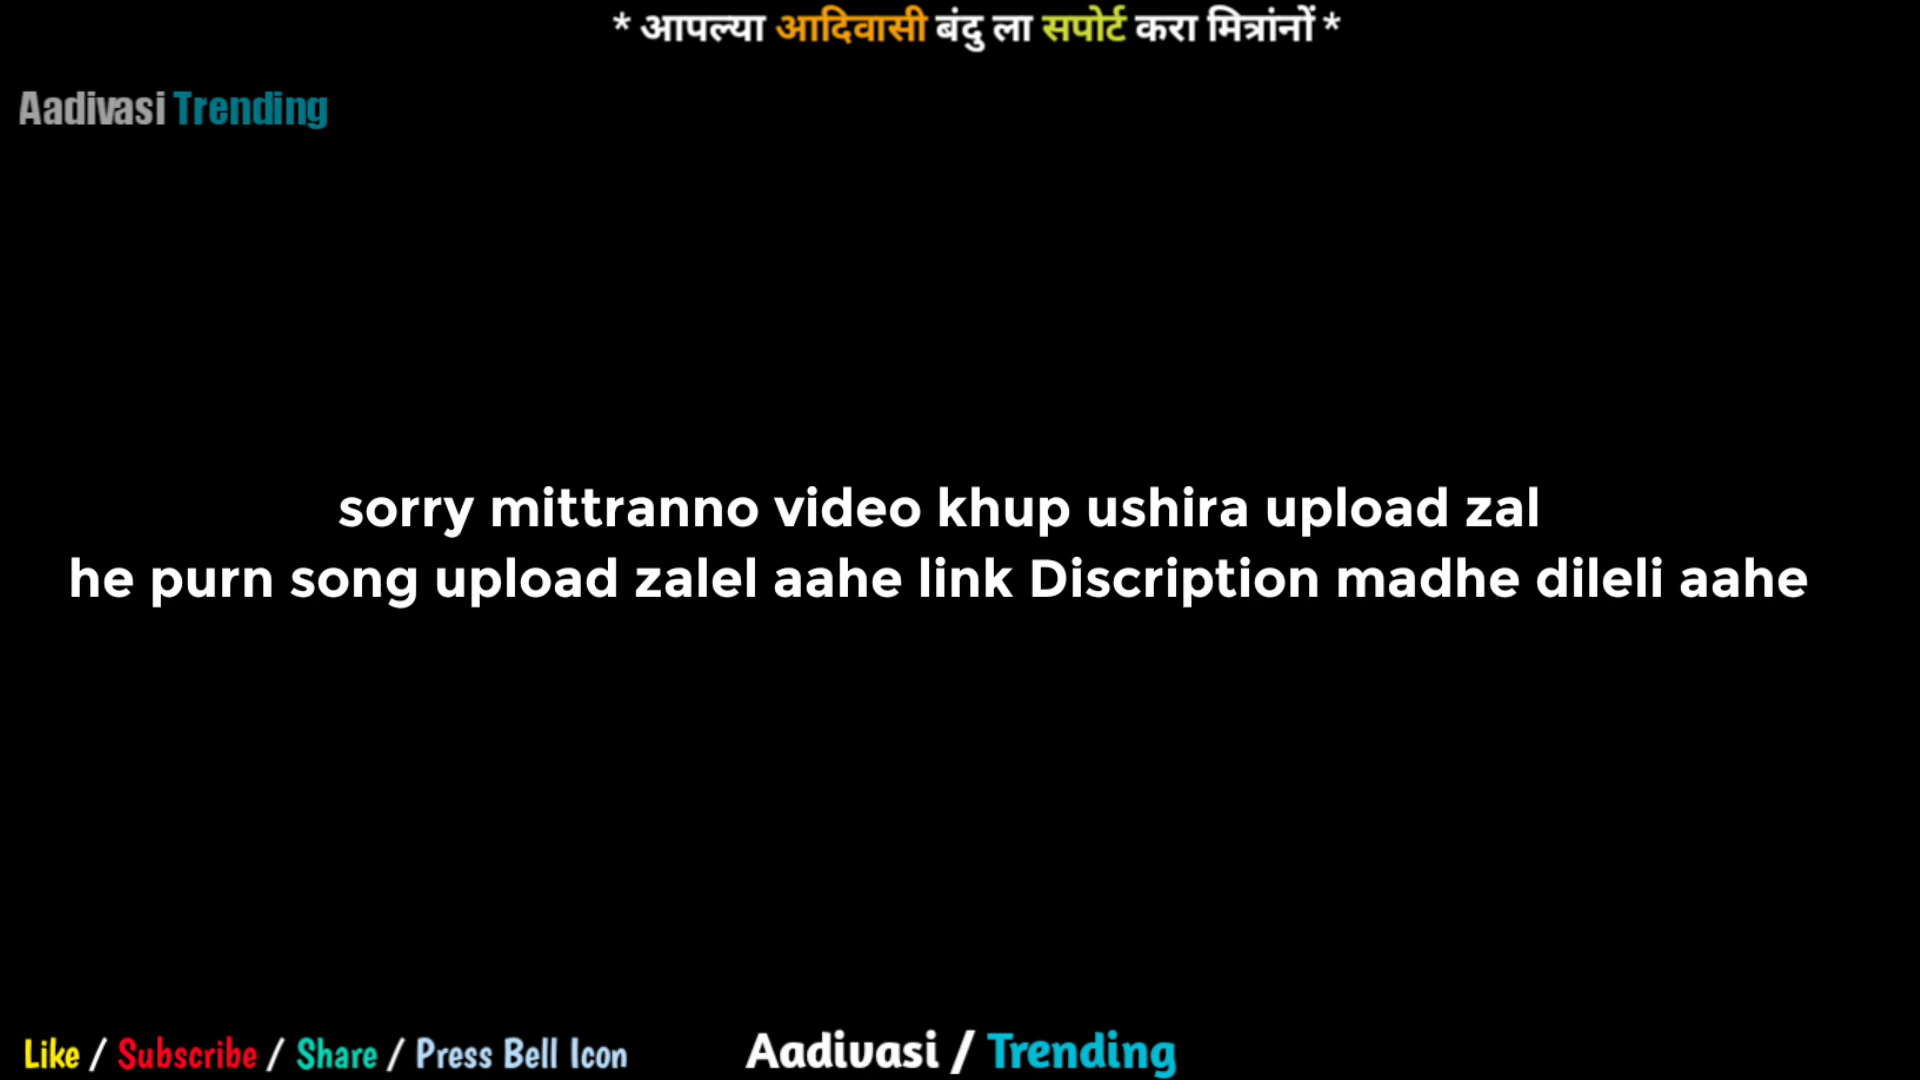 * आपल्या आदिवासी बंदु ला सपोर्ट करा मित्रांनों *
Aadivasi Trending
sorry mittranno video khup ushira upload zal
he purn song upload zalel aahe link Discription madhe dileli aahe
Like / Subscribe / Share / Press Bell Icon
Aadivasi / Trending